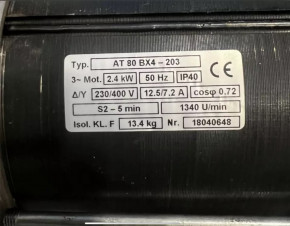 Typ. AT 80 BX4 - 203
3~ Mot. 2.4 kW 50 Hz IP40 CE
Δ/Y 230/400 V 12.5/7.2 A cosφ 0,72
S2 - 5 min 1340 U/min
Isol. KL. F 13.4 kg Nr. 18040648